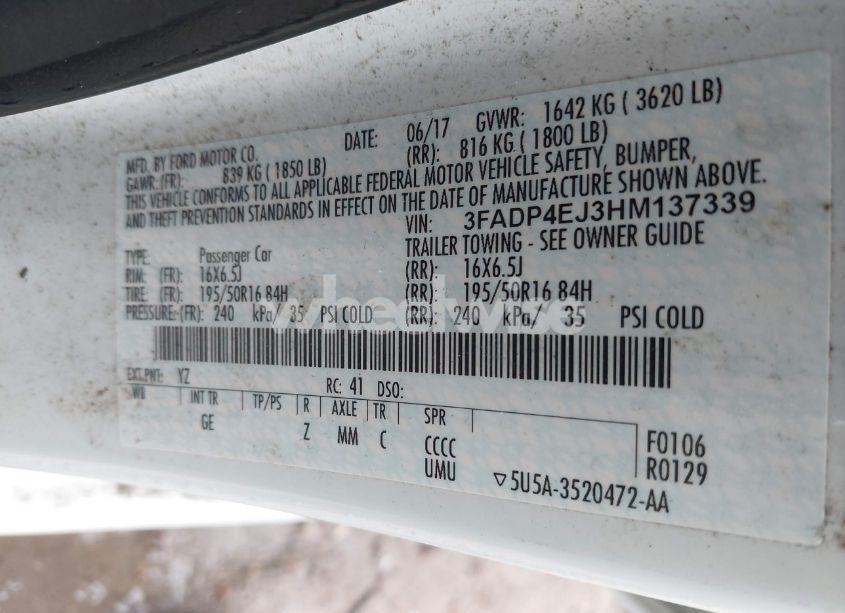 MFD. BY FORD MOTOR CO. DATE: 06/17 GVWR: 1642 KG ( 3620 LB)
GAWR: (FR): 839 KG ( 1850 LB) (RR): 816 KG ( 1800 LB)
THIS VEHICLE CONFORMS TO ALL APPLICABLE FEDERAL MOTOR VEHICLE SAFETY, BUMPER,
AND THEFT PREVENTION STANDARDS IN EFFECT ON THE DATE OF MANUFACTURE SHOWN ABOVE.
VIN: 3FADP4EJ3HM137339
TYPE: Passenger Car TRAILER TOWING - SEE OWNER GUIDE
RIM: (FR): 16X6.5J (RR): 16X6.5J
TIRE: (FR): 195/50R16 84H (RR): 195/50R16 84H
PRESSURE: (FR): 240 kPa/ 35 PSI COLD (RR): 240 kPa/ 35 PSI COLD
EXT.PNT: YZ RC: 41 DSO:
WB INT TR TP/PS R AXLE TR SPR
GE Z MM C CCCC F0106
UMU R0129
▽5U5A-3520472-AA